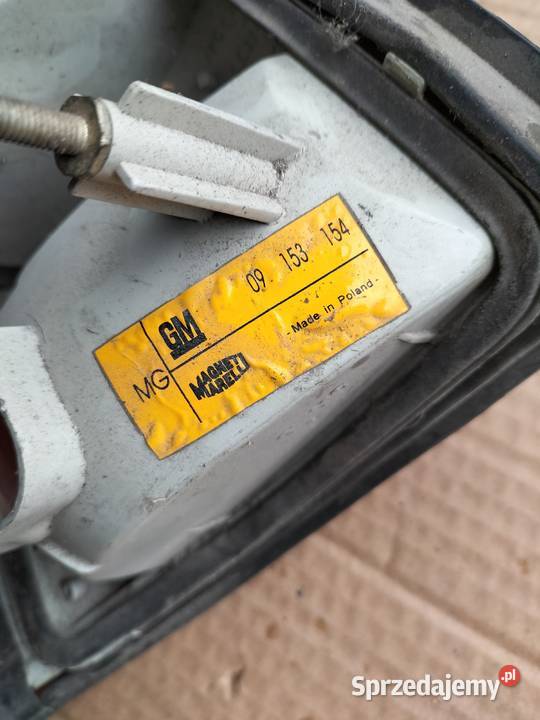 MG
GM
09 153 154
MAGNETI
MARELLI
- Made in Poland -
Sprzedajemy.pl